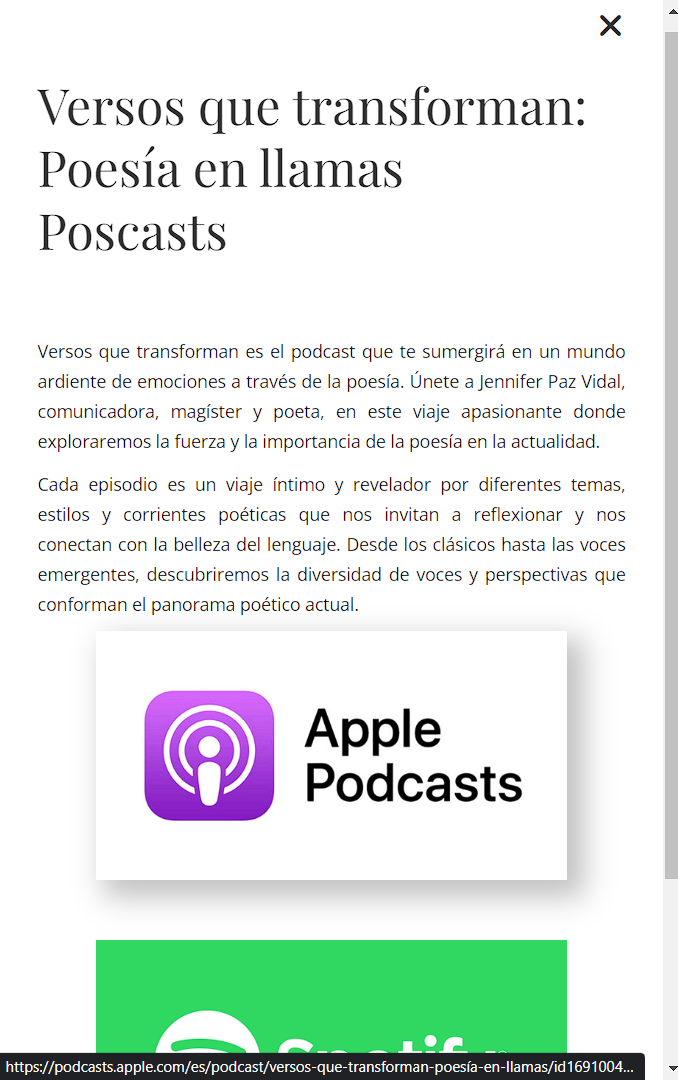 Versos que transforman:
Poesía en llamas
Poscasts
Versos que transforman es el podcast que te sumergirá en un mundo
ardiente de emociones a través de la poesía. Únete a Jennifer Paz Vidal,
comunicadora, magíster y poeta, en este viaje apasionante donde
exploraremos la fuerza y la importancia de la poesía en la actualidad.
Cada episodio es un viaje íntimo y revelador por diferentes temas,
estilos y corrientes poéticas que nos invitan a reflexionar y nos
conectan con la belleza del lenguaje. Desde los clásicos hasta las voces
emergentes, descubriremos la diversidad de voces y perspectivas que
conforman el panorama poético actual.
Apple
Podcasts
Spotify
https://podcasts.apple.com/es/podcast/versos-que-transforman-poesía-en-llamas/id1691004...